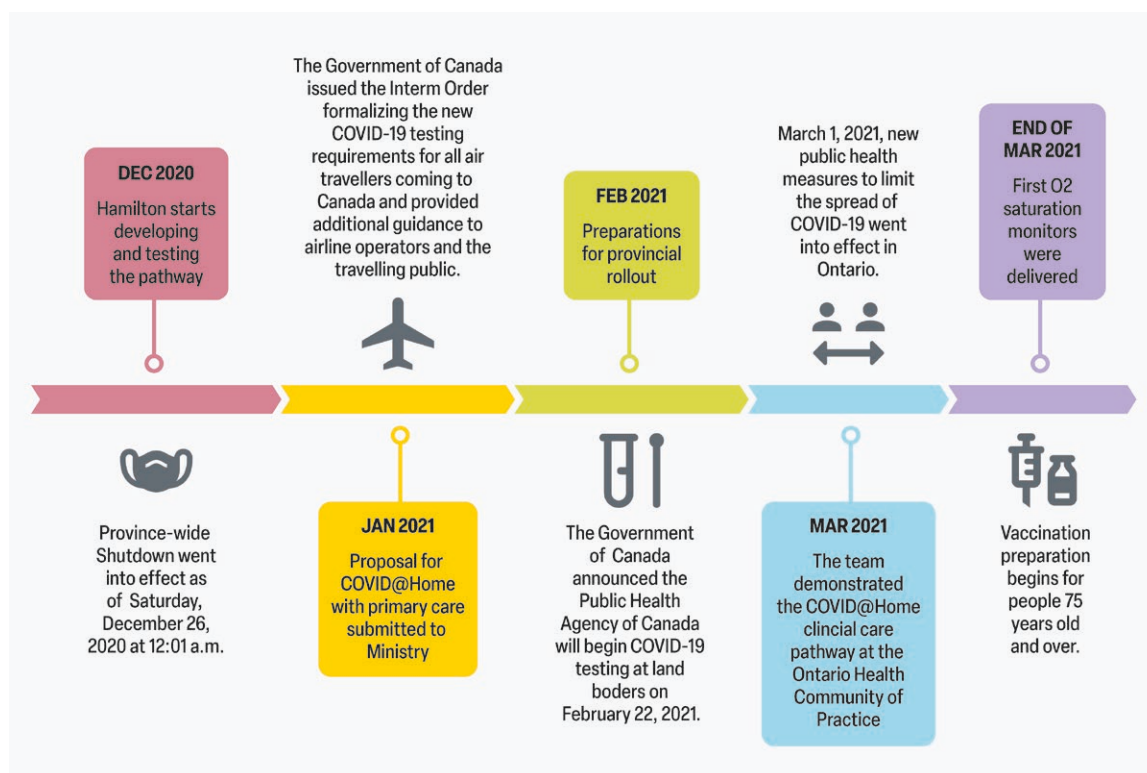 DEC 2020
Hamilton starts
developing
and testing
the pathway
Province-wide
Shutdown went
into effect as
of Saturday,
December 26,
2020 at 12:01 a.m.
The Government of Canada
issued the Interm Order
formalizing the new
COVID-19 testing
requirements for all air
travellers coming to
Canada and provided
additional guidance to
airline operators and the
travelling public.
JAN 2021
Proposal for
COVID@Home
with primary care
submitted to
Ministry
FEB 2021
Preparations
for provincial
rollout
The Government
of Canada
announced the
Public Health
Agency of Canada
will begin COVID-19
testing at land
boders on
February 22, 2021.
March 1, 2021, new
public health
measures to limit
the spread of
COVID-19 went
into effect in
Ontario.
MAR 2021
The team
demonstrated
the COVID@Home
clincial care
pathway at the
Ontario Health
Community of
Practice
END OF
MAR 2021
First O2
saturation
monitors
were
delivered
Vaccination
preparation
begins for
people 75
years old
and over.